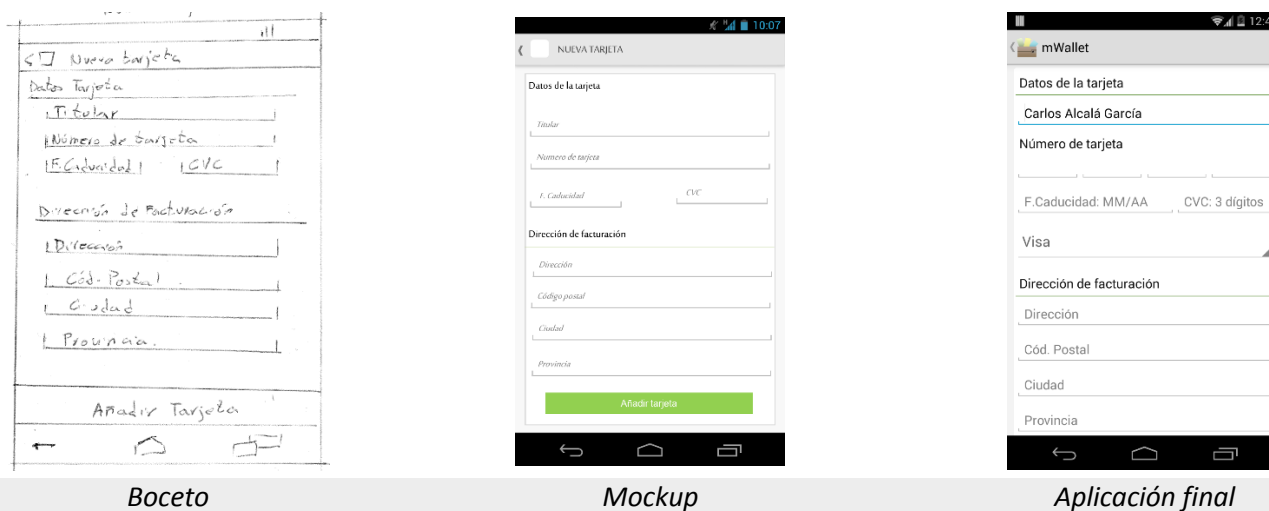 Nueva tarjeta
Datos Tarjeta
Titular
Número de tarjeta
F.Caducidad CVC
Dirección de Facturación
Dirección
Cód. Postal
Ciudad
Provincia.
Añadir Tarjeta
Boceto
10:07
NUEVA TARJETA
Datos de la tarjeta
Titular
Numero de tarjeta
F. Caducidad CVC
Dirección de facturación
Dirección
Código postal
Ciudad
Provincia
Añadir tarjeta
Mockup
12:4
mWallet
Datos de la tarjeta
Carlos Alcalá García
Número de tarjeta
F.Caducidad: MM/AA CVC: 3 dígitos
Visa
Dirección de facturación
Dirección
Cód. Postal
Ciudad
Provincia
Aplicación final